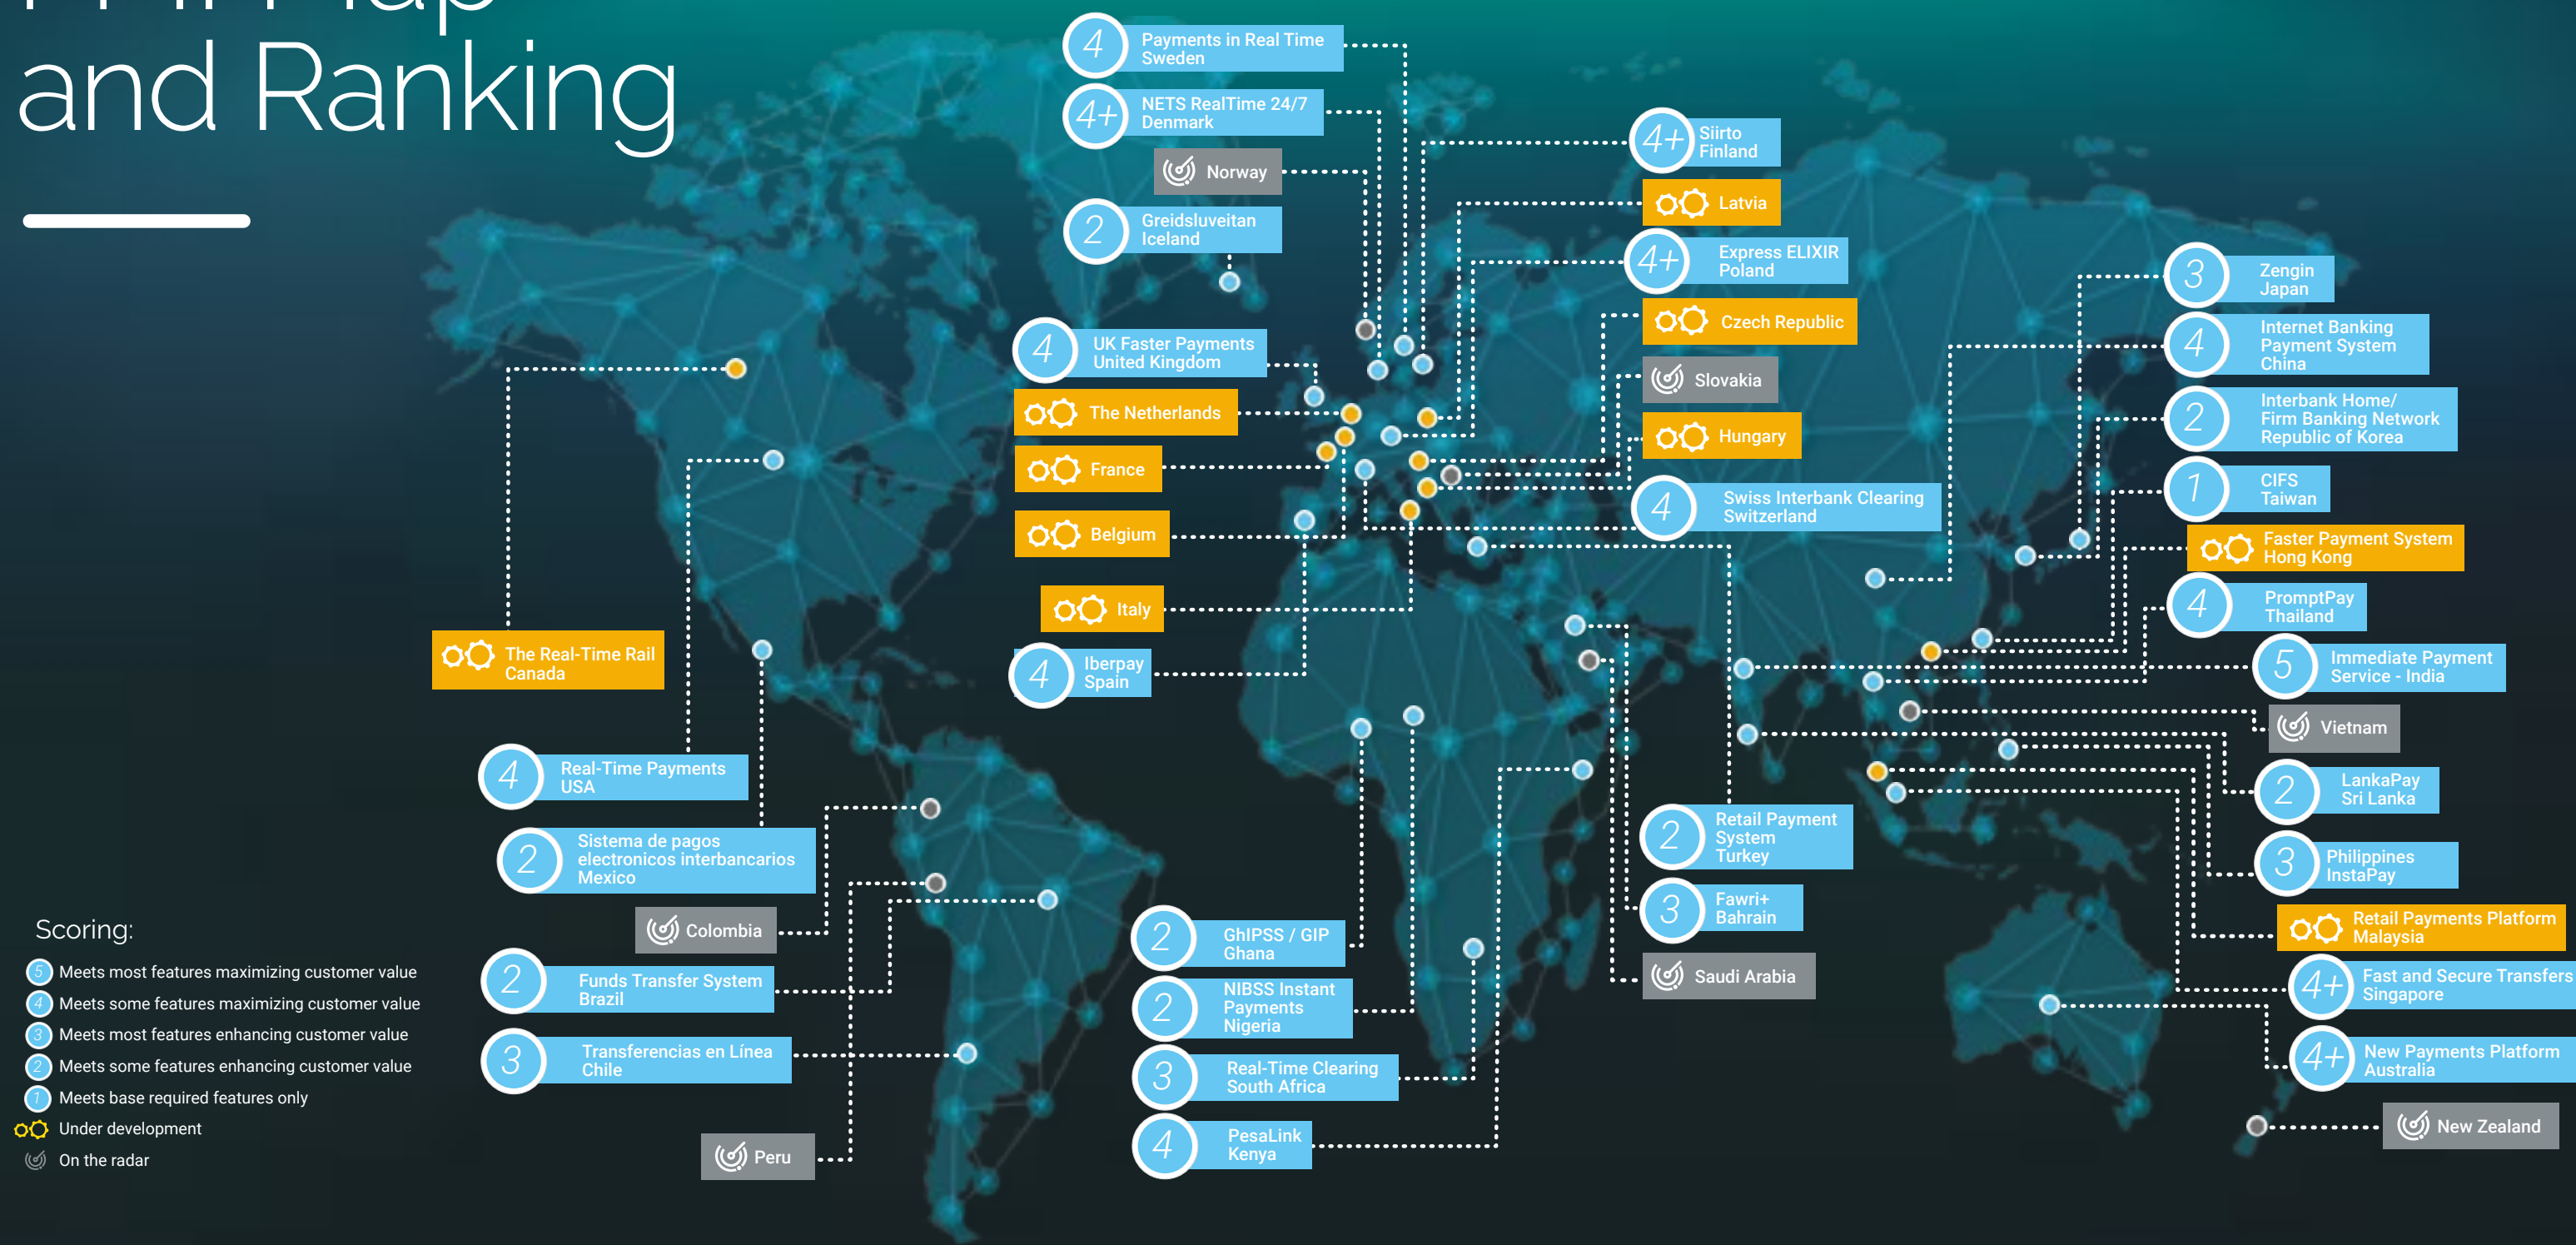 and Ranking
4
Payments in Real Time
Sweden
4+
NETS RealTime 24/7
Denmark
Norway
2
Greidsluveitan
Iceland
4
UK Faster Payments
United Kingdom
The Netherlands
France
Belgium
Italy
4
Iberpay
Spain
4+
Siirto
Finland
Latvia
4+
Express ELIXIR
Poland
Czech Republic
Slovakia
Hungary
4
Swiss Interbank Clearing
Switzerland
3
Zengin
Japan
4
Internet Banking
Payment System
China
2
Interbank Home/
Firm Banking Network
Republic of Korea
1
CIFS
Taiwan
Faster Payment System
Hong Kong
4
PromptPay
Thailand
5
Immediate Payment
Service - India
Vietnam
2
LankaPay
Sri Lanka
3
Philippines
InstaPay
Retail Payments Platform
Malaysia
4+
Fast and Secure Transfers
Singapore
4+
New Payments Platform
Australia
New Zealand
The Real-Time Rail
Canada
4
Real-Time Payments
USA
2
Sistema de pagos
electronicos interbancarios
Mexico
Colombia
2
Funds Transfer System
Brazil
3
Transferencias en Línea
Chile
Peru
2
GhIPSS / GIP
Ghana
2
NIBSS Instant
Payments
Nigeria
3
Real-Time Clearing
South Africa
4
PesaLink
Kenya
2
Retail Payment
System
Turkey
3
Fawri+
Bahrain
Saudi Arabia
Scoring:
5 Meets most features maximizing customer value
4 Meets some features maximizing customer value
3 Meets most features enhancing customer value
2 Meets some features enhancing customer value
1 Meets base required features only
Under development
On the radar